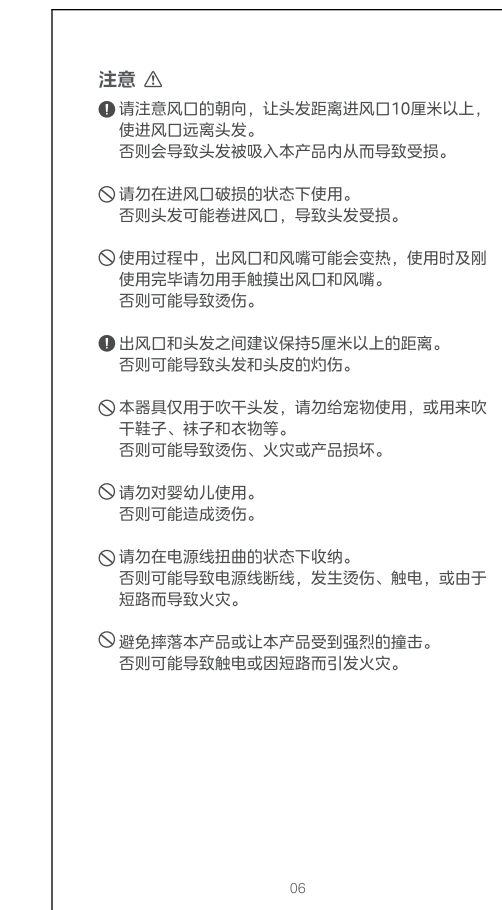 注意
请注意风口的朝向，让头发距离进风口10厘米以上，
使进风口远离头发。
否则会导致头发被吸入本产品内从而导致受损。
请勿在进风口破损的状态下使用。
否则头发可能卷进风口，导致头发受损。
使用过程中，出风口和风嘴可能会变热，使用时及刚
使用完毕请勿用手触摸出风口和风嘴。
否则可能导致烫伤。
出风口和头发之间建议保持5厘米以上的距离。
否则可能导致头发和头皮的灼伤。
本器具仅用于吹干头发，请勿给宠物使用，或用来吹
干鞋子、袜子和衣物等。
否则可能导致烫伤、火灾或产品损坏。
请勿对婴幼儿使用。
否则可能造成烫伤。
请勿在电源线扭曲的状态下收纳。
否则可能导致电源线断线，发生烫伤、触电，或由于
短路而导致火灾。
避免摔落本产品或让本产品受到强烈的撞击。
否则可能导致触电或因短路而引发火灾。
06